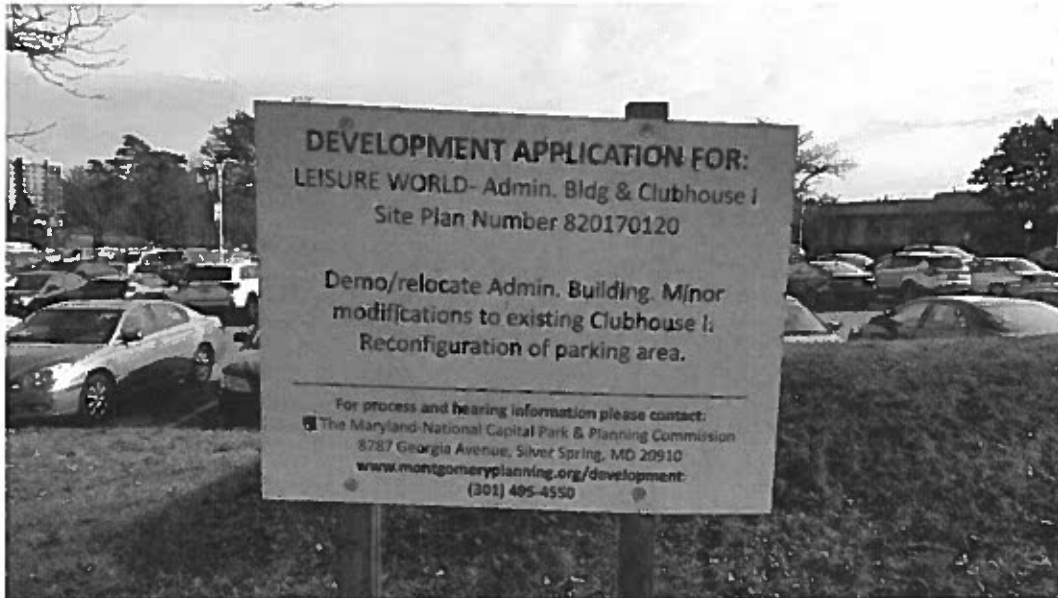 DEVELOPMENT APPLICATION FOR:
LEISURE WORLD- Admin. Bldg & Clubhouse I
Site Plan Number 820170120
Demo/relocate Admin. Building. Minor
modifications to existing Clubhouse I.
Reconfiguration of parking area.
For process and hearing information please contact:
The Maryland-National Capital Park & Planning Commission
8787 Georgia Avenue, Silver Spring, MD 20910
www.montgomeryplanning.org/development
(301) 495-4550